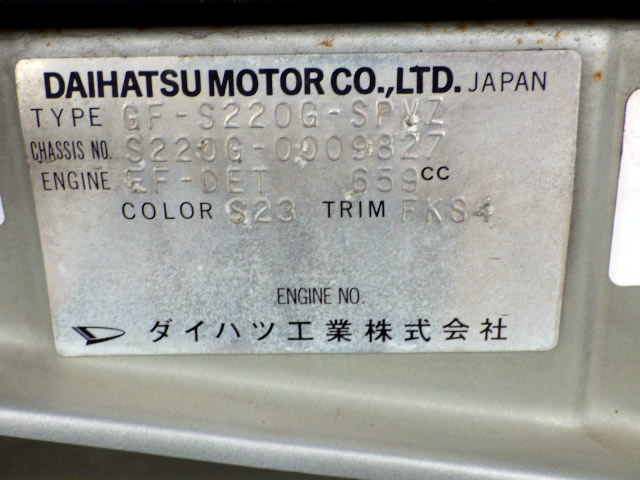 DAIHATSU MOTOR CO.,LTD. JAPAN
TYPE GF-S220G-SPVZ
CHASSIS NO. S220G-0009827
ENGINE EF-DET 659CC
COLOR S23 TRIM FKS4
ENGINE NO.
ダイハツ工業株式会社